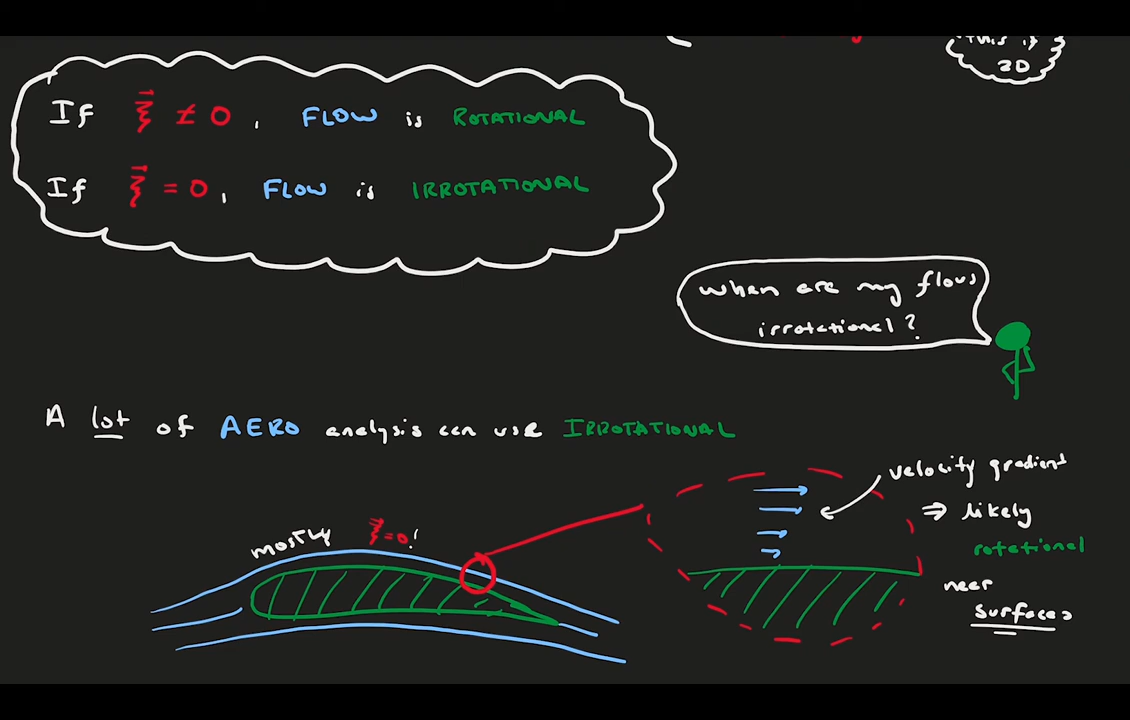 this is
2D
If ξ⃗ ≠ 0, FLOW is ROTATIONAL
If ξ⃗ = 0, FLOW is IRROTATIONAL
when are my flows
irrotational?
A lot of AERO analysis can use IRROTATIONAL
velocity gradient
⇒ likely
rotational
near
surfaces
mostly ξ⃗=0!